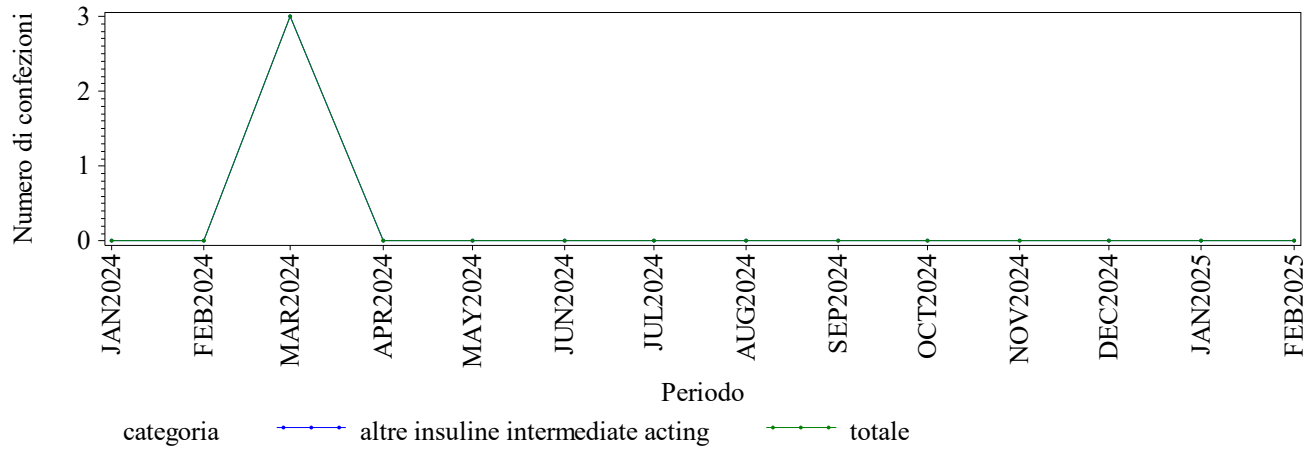 Numero di confezioni
3
2
1
0
JAN2024
FEB2024
MAR2024
APR2024
MAY2024
JUN2024
JUL2024
AUG2024
SEP2024
OCT2024
NOV2024
DEC2024
JAN2025
FEB2025
Periodo
categoria altre insuline intermediate acting totale